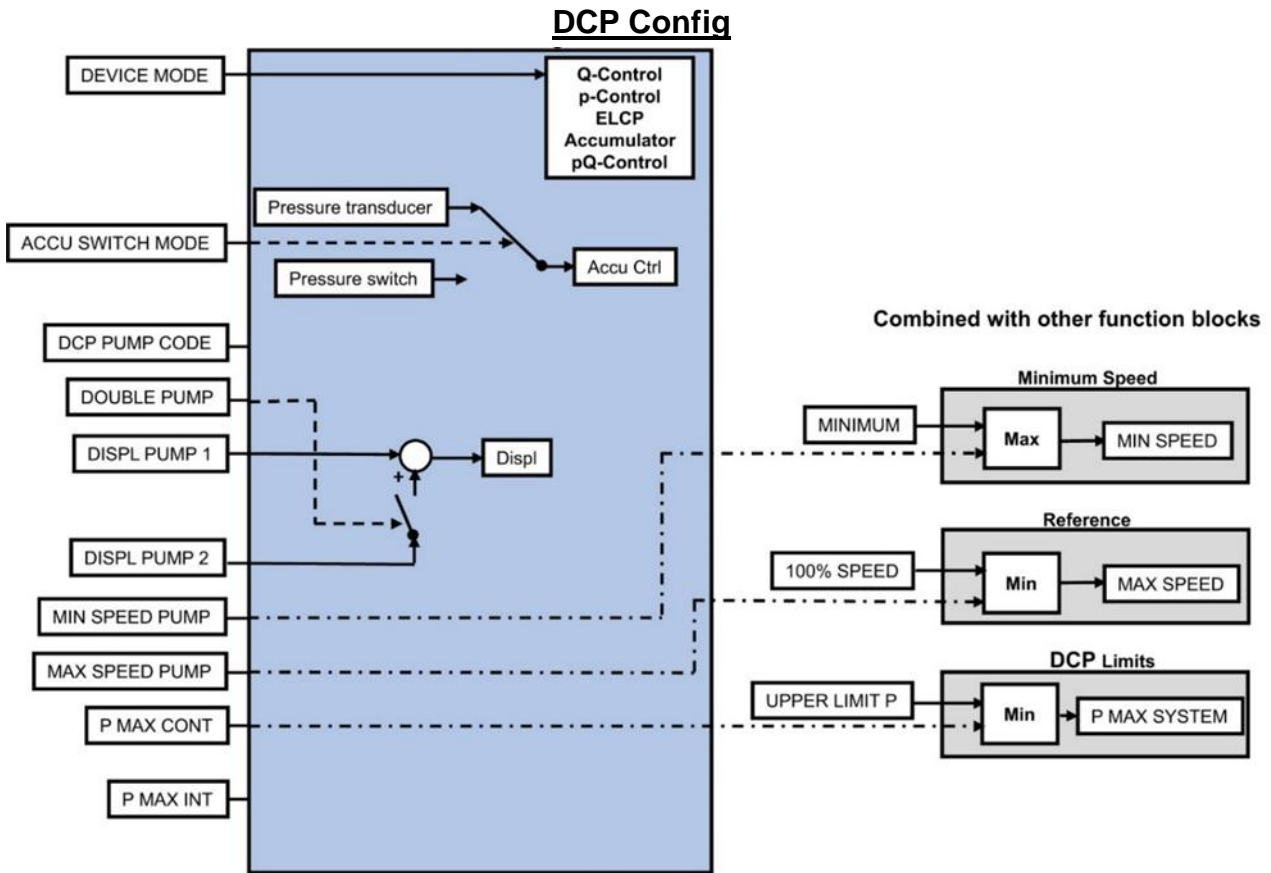 DCP Config
DEVICE MODE
Q-Control
p-Control
ELCP
Accumulator
pQ-Control
Pressure transducer
ACCU SWITCH MODE
Accu Ctrl
Pressure switch
DCP PUMP CODE
DOUBLE PUMP
DISPL PUMP 1
Displ
+
DISPL PUMP 2
MIN SPEED PUMP
MAX SPEED PUMP
P MAX CONT
P MAX INT
Combined with other function blocks
Minimum Speed
MINIMUM
Max
MIN SPEED
Reference
100% SPEED
Min
MAX SPEED
DCP Limits
UPPER LIMIT P
Min
P MAX SYSTEM